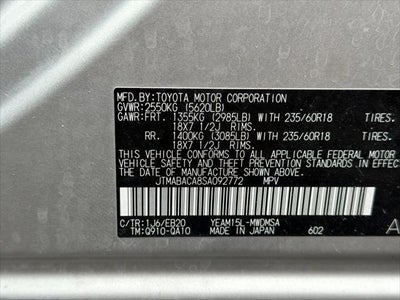 MFD. BY: TOYOTA MOTOR CORPORATION
GVWR: 2550KG (5620LB)
GAWR: FRT. 1355KG (2985LB) WITH 235/60R18 TIRES.
18X7 1/2J RIMS.
RR. 1400KG (3085LB) WITH 235/60R18 TIRES.
18X7 1/2J RIMS.
THIS VEHICLE CONFORMS TO ALL APPLICABLE FEDERAL MOTOR
VEHICLE SAFETY AND THEFT PREVENTION STANDARDS IN EFFECT
ON THE DATE OF MANUFACTURE SHOWN
JTMABACA8SA092772 MPV
C/TR: 1J6/EB20 YEAM15L-MWDMSA
TM: Q910-QA10 MADE IN JAPAN 602
A